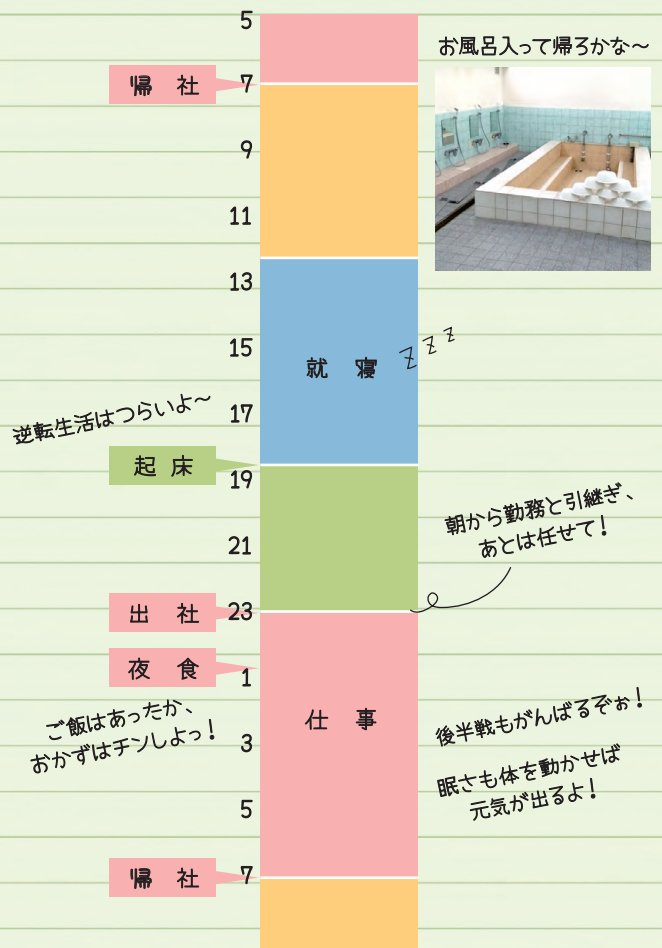 5
お風呂入って帰ろかな～
帰 社
7
9
11
13
15
就 寝
z z z
逆転生活はつらいよ～
17
起 床
19
朝から勤務と引継ぎ、
あとは任せて！
21
出 社
23
夜 食
1
仕 事
ご飯はあったか、
おかずはチンしよっ！
後半戦もがんばるぞぉ！
3
眠さも体を動かせば
元気が出るよ！
5
帰 社
7